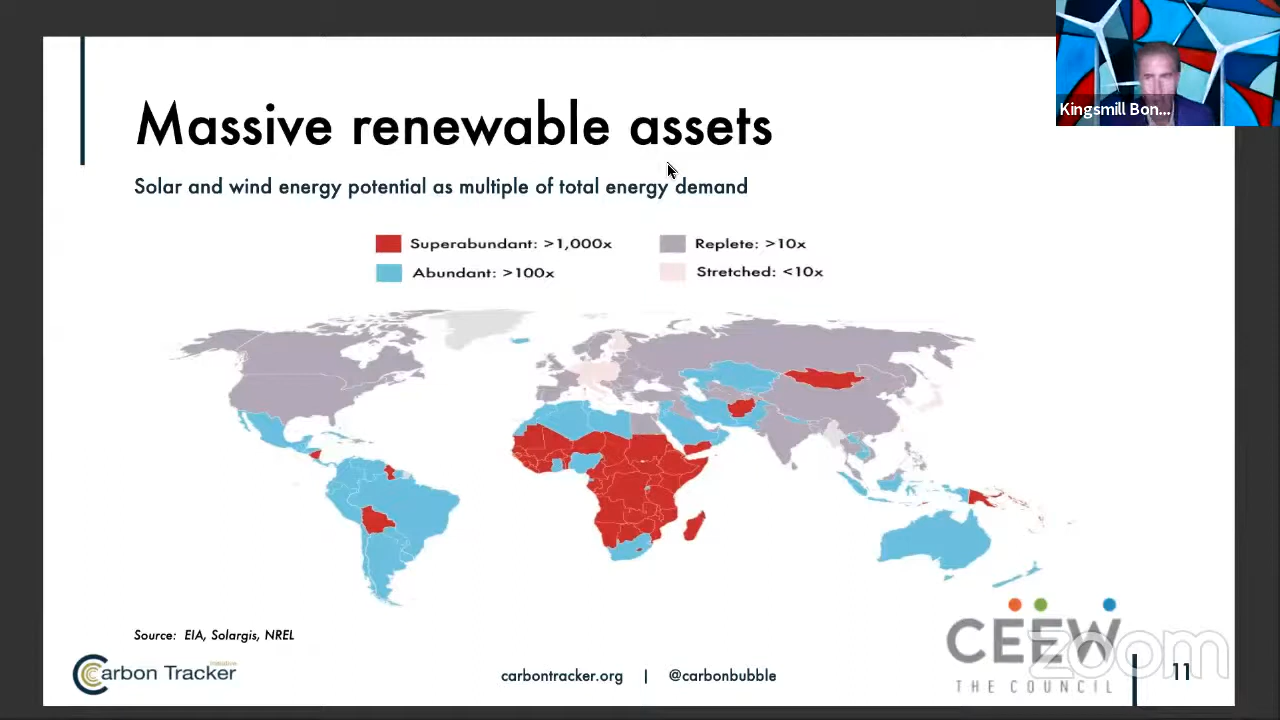 Massive renewable assets
Kingsmill Bon...
Solar and wind energy potential as multiple of total energy demand
Superabundant: >1,000x
Replete: >10x
Abundant: >100x
Stretched: <10x
Source: EIA, Solargis, NREL
Carbon Tracker
Initiative
carbontracker.org | @carbonbubble
CEEW
THE COUNCIL
zoom
11